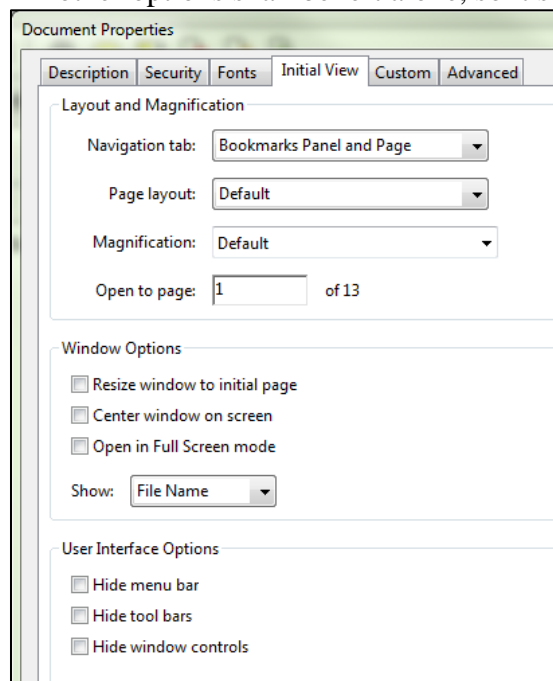 Document Properties
Description Security Fonts Initial View Custom Advanced
Layout and Magnification
Navigation tab: Bookmarks Panel and Page
Page layout: Default
Magnification: Default
Open to page: 1 of 13
Window Options
Resize window to initial page
Center window on screen
Open in Full Screen mode
Show: File Name
User Interface Options
Hide menu bar
Hide tool bars
Hide window controls